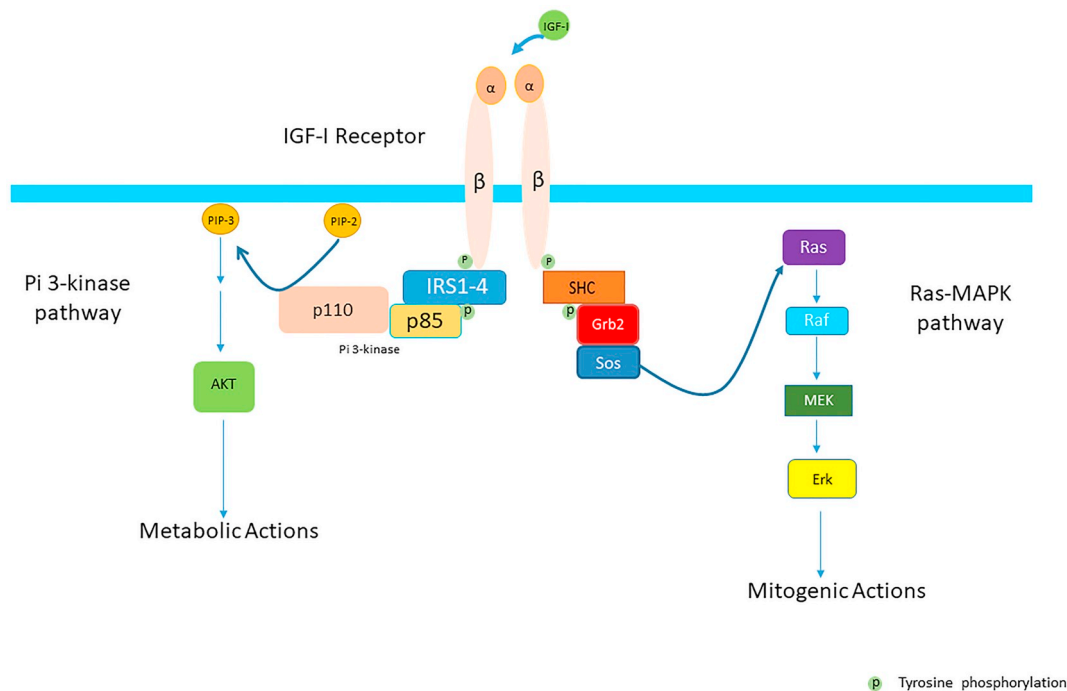 IGF-I
α
α
IGF-I Receptor
β
β
PIP-3
PIP-2
Ras
P
P
Pi 3-kinase
pathway
IRS1-4
SHC
Ras-MAPK
pathway
p110
p85
p
p
Grb2
Raf
Pi 3-kinase
Sos
AKT
MEK
Erk
Metabolic Actions
Mitogenic Actions
p Tyrosine phosphorylation